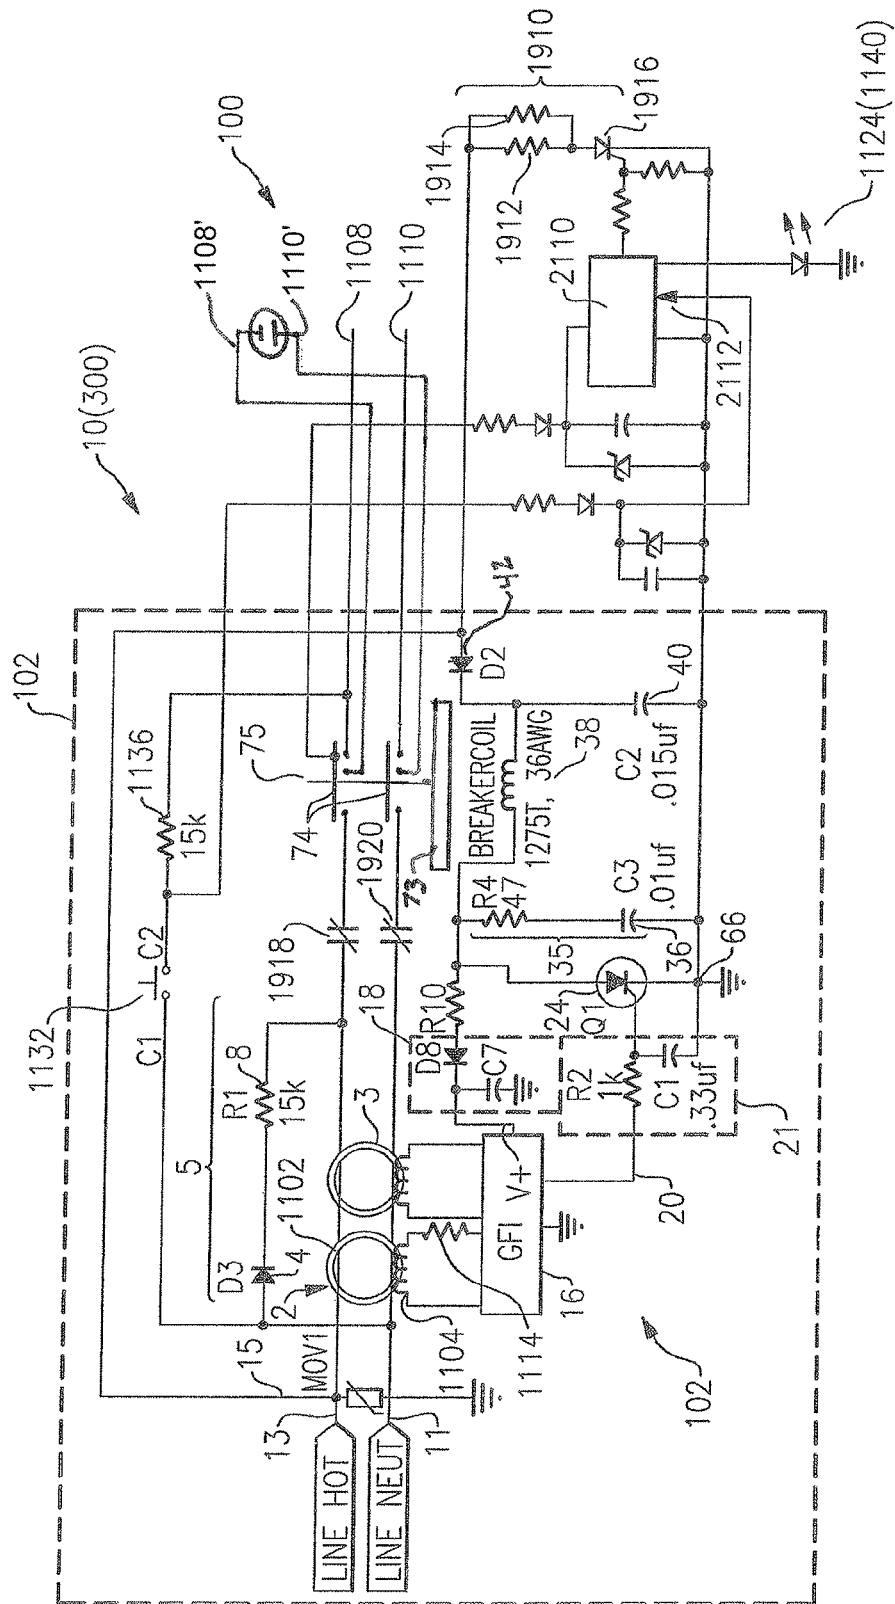 10(300)
100
102
1132
C1
C2
1136
15k
5
D3
4
1102
R1
8
15k
15
2
3
MOV1
13
LINE HOT
LINE NEUT
11
1104
1114
1918
1920
74
75
73
1108'
1110'
1108
1110
GFI
V+
16
20
18
D8
C7
R10
R2
1k
C1
.33uf
21
24
Q1
35
36
66
R4
47
C3
.01uf
BREAKERCOIL
1275T, 36AWG
38
D2
42
C2
.015uf
40
102
1910
1914
1912
1916
2110
2112
1124(1140)